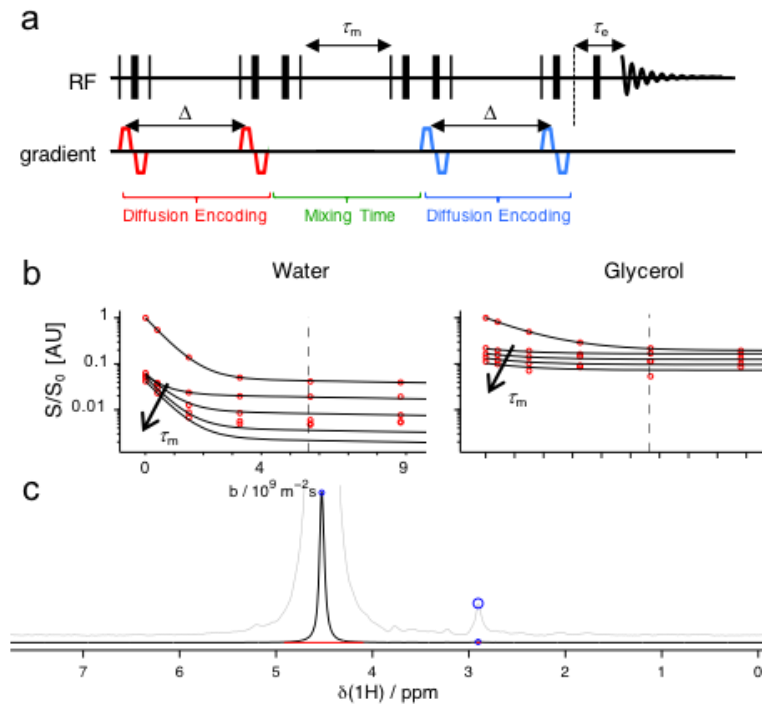 a
τm
τe
RF
Δ
Δ
gradient
Diffusion Encoding
Mixing Time
Diffusion Encoding
b
Water
Glycerol
S/S0 [AU]
1
0.1
0.01
τm
τm
0
4
9
b / 10^9 m^-2s
c
7
6
5
4
3
2
1
0
δ(1H) / ppm